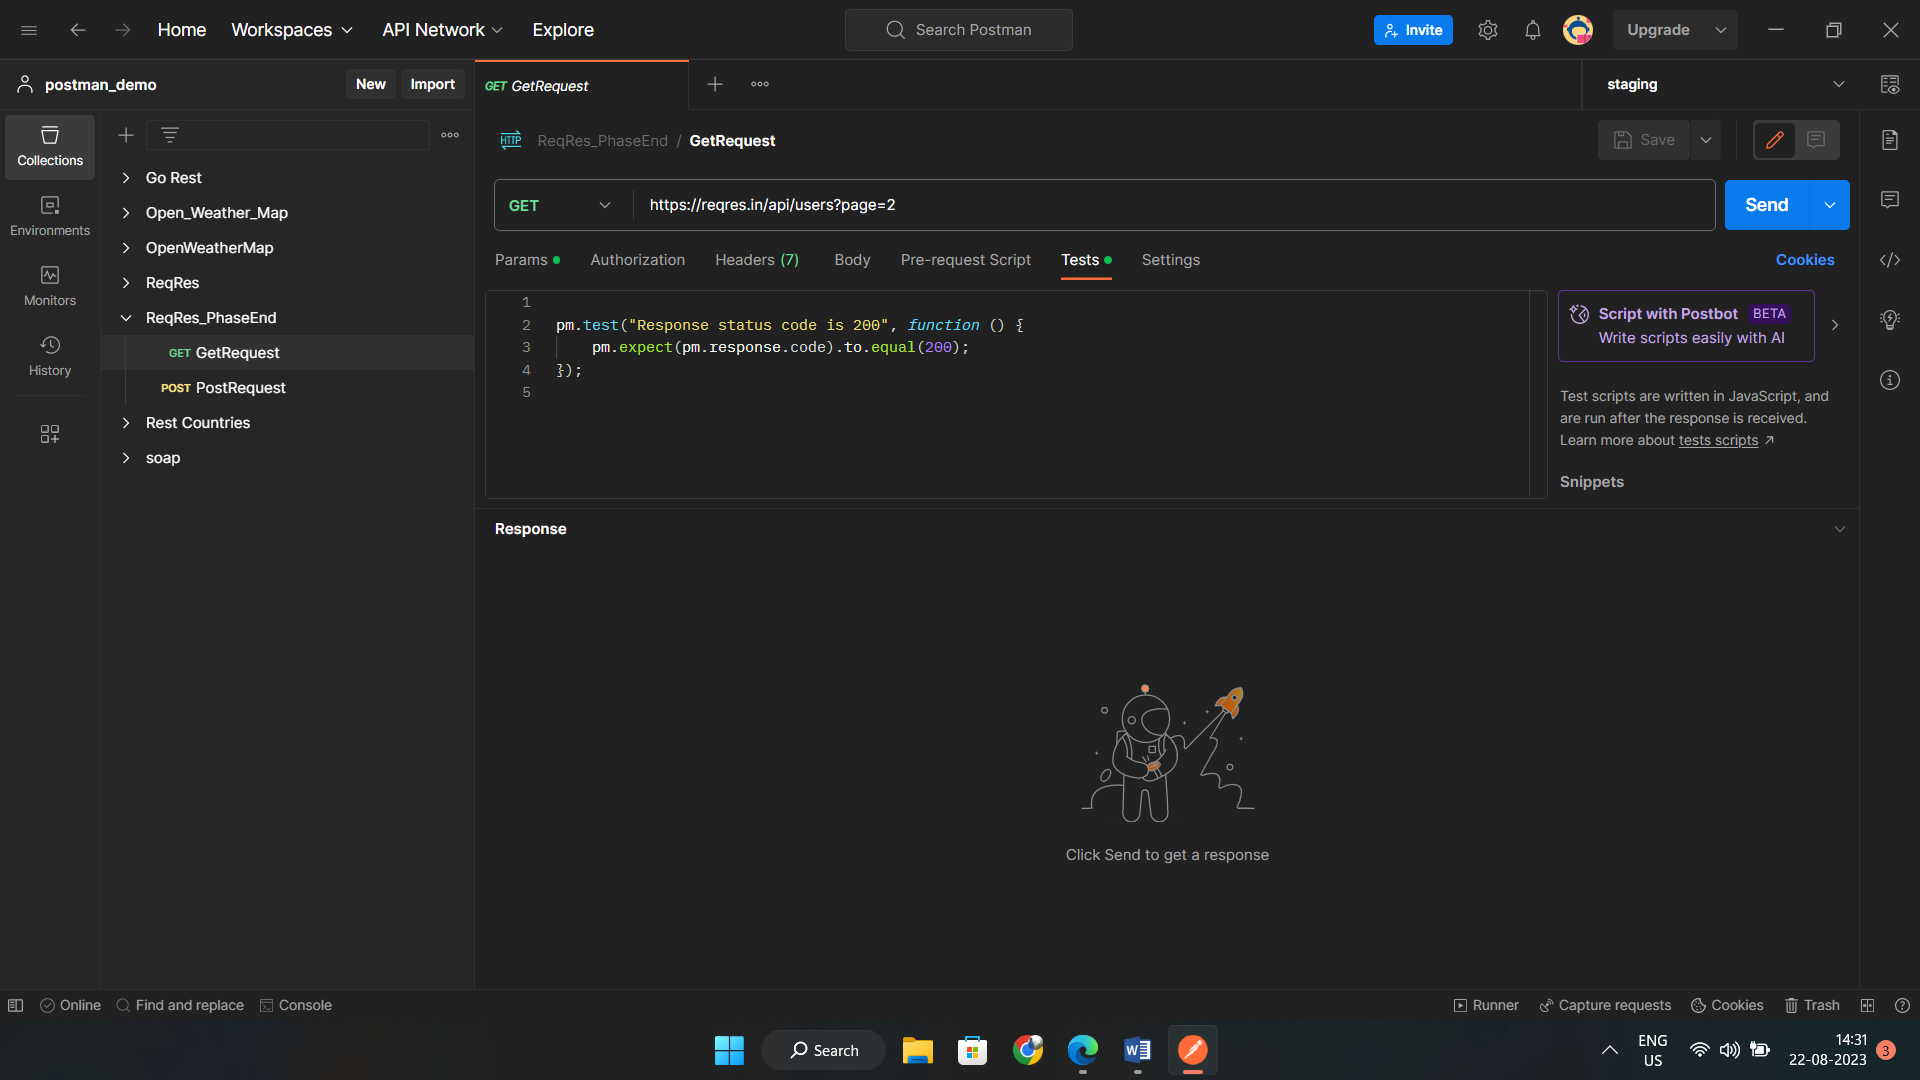 Home Workspaces API Network Explore Search Postman Invite Upgrade
postman_demo New Import GET GetRequest staging
ReqRes_PhaseEnd / GetRequest Save
Collections
Environments
Monitors
History
Go Rest
Open_Weather_Map
OpenWeatherMap
ReqRes
ReqRes_PhaseEnd
GET GetRequest
POST PostRequest
Rest Countries
soap
GET https://reqres.in/api/users?page=2 Send
Params Authorization Headers (7) Body Pre-request Script Tests Settings Cookies
1
2 pm.test("Response status code is 200", function () {
3 pm.expect(pm.response.code).to.equal(200);
4 });
5
Script with Postbot BETA
Write scripts easily with AI
Test scripts are written in JavaScript, and
are run after the response is received.
Learn more about tests scripts
Snippets
Response
Click Send to get a response
Online Find and replace Console Runner Capture requests Cookies Trash
Search
ENG
US
14:31
22-08-2023
3